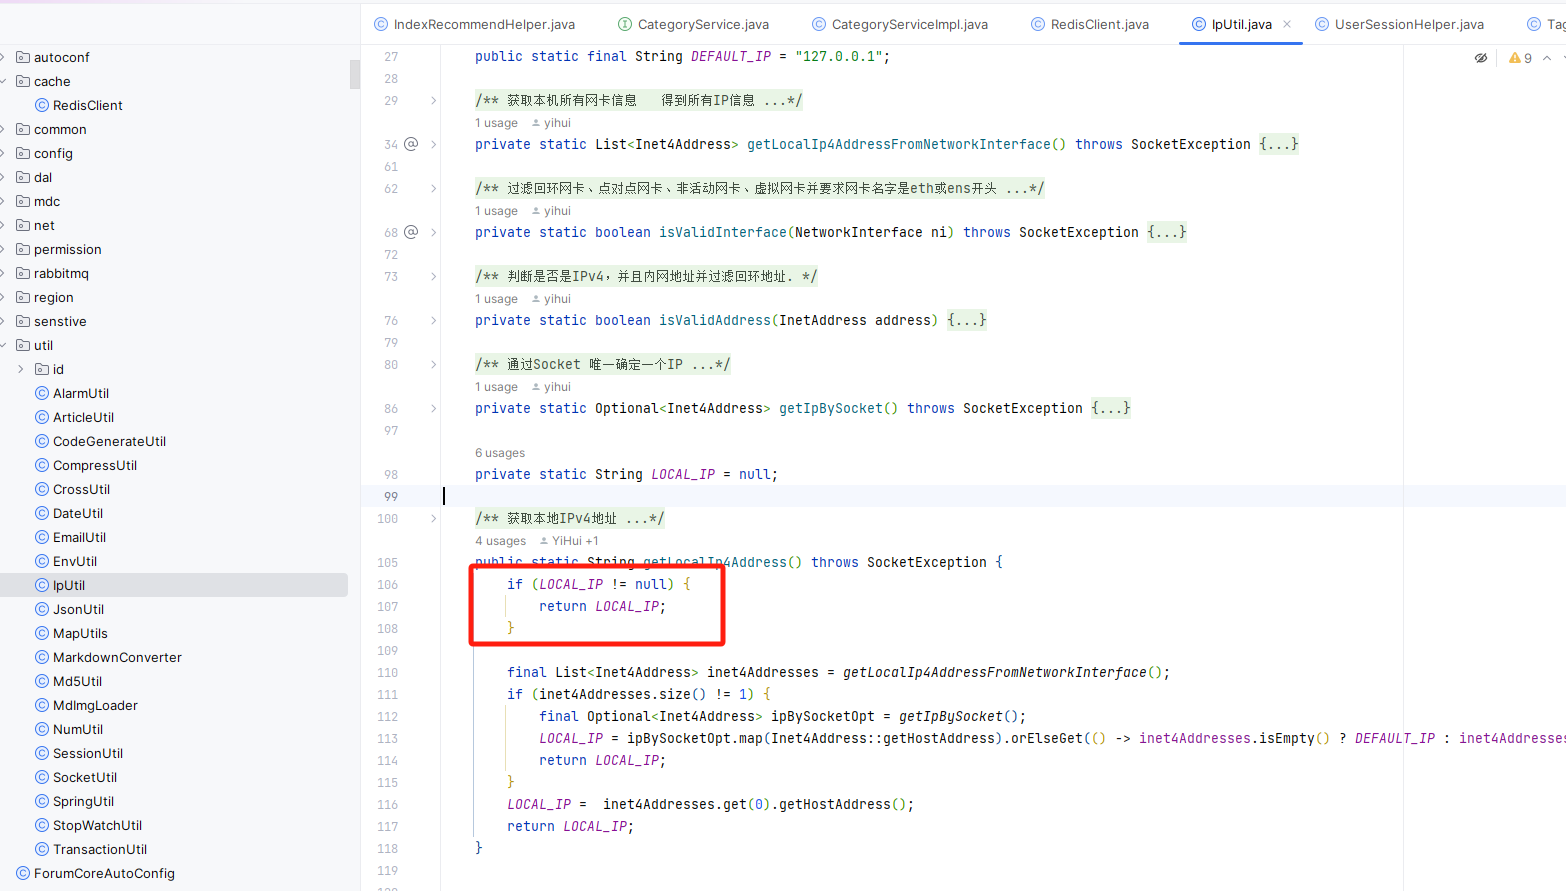 IndexRecommendHelper.java
CategoryService.java
CategoryServiceImpl.java
RedisClient.java
IpUtil.java
UserSessionHelper.java
Tag
autoconf
cache
RedisClient
common
config
dal
mdc
net
permission
rabbitmq
region
senstive
util
id
AlarmUtil
ArticleUtil
CodeGenerateUtil
CompressUtil
CrossUtil
DateUtil
EmailUtil
EnvUtil
IpUtil
JsonUtil
MapUtils
MarkdownConverter
Md5Util
MdImgLoader
NumUtil
SessionUtil
SocketUtil
SpringUtil
StopWatchUtil
TransactionUtil
ForumCoreAutoConfig
9
27 public static final String DEFAULT_IP = "127.0.0.1";
28
29 /** 获取本机所有网卡信息 得到所有IP信息 ...*/
1 usage yihui
34 @ private static List<Inet4Address> getLocalIp4AddressFromNetworkInterface() throws SocketException {...}
61
62 /** 过滤回环网卡、点对点网卡、非活动网卡、虚拟网卡并要求网卡名字是eth或ens开头 ...*/
1 usage yihui
68 @ private static boolean isValidInterface(NetworkInterface ni) throws SocketException {...}
72
73 /** 判断是否是IPv4，并且内网地址并过滤回环地址. */
1 usage yihui
76 private static boolean isValidAddress(InetAddress address) {...}
79
80 /** 通过Socket 唯一确定一个IP ...*/
1 usage yihui
86 private static Optional<Inet4Address> getIpBySocket() throws SocketException {...}
97
6 usages
98 private static String LOCAL_IP = null;
99
100 /** 获取本地IPv4地址 ...*/
4 usages YiHui +1
105 public static String getLocalIp4Address() throws SocketException {
106 if (LOCAL_IP != null) {
107 return LOCAL_IP;
108 }
109
110 final List<Inet4Address> inet4Addresses = getLocalIp4AddressFromNetworkInterface();
111 if (inet4Addresses.size() != 1) {
112 final Optional<Inet4Address> ipBySocketOpt = getIpBySocket();
113 LOCAL_IP = ipBySocketOpt.map(Inet4Address::getHostAddress).orElseGet(() -> inet4Addresses.isEmpty() ? DEFAULT_IP : inet4Addresses
114 return LOCAL_IP;
115 }
116 LOCAL_IP = inet4Addresses.get(0).getHostAddress();
117 return LOCAL_IP;
118 }
119